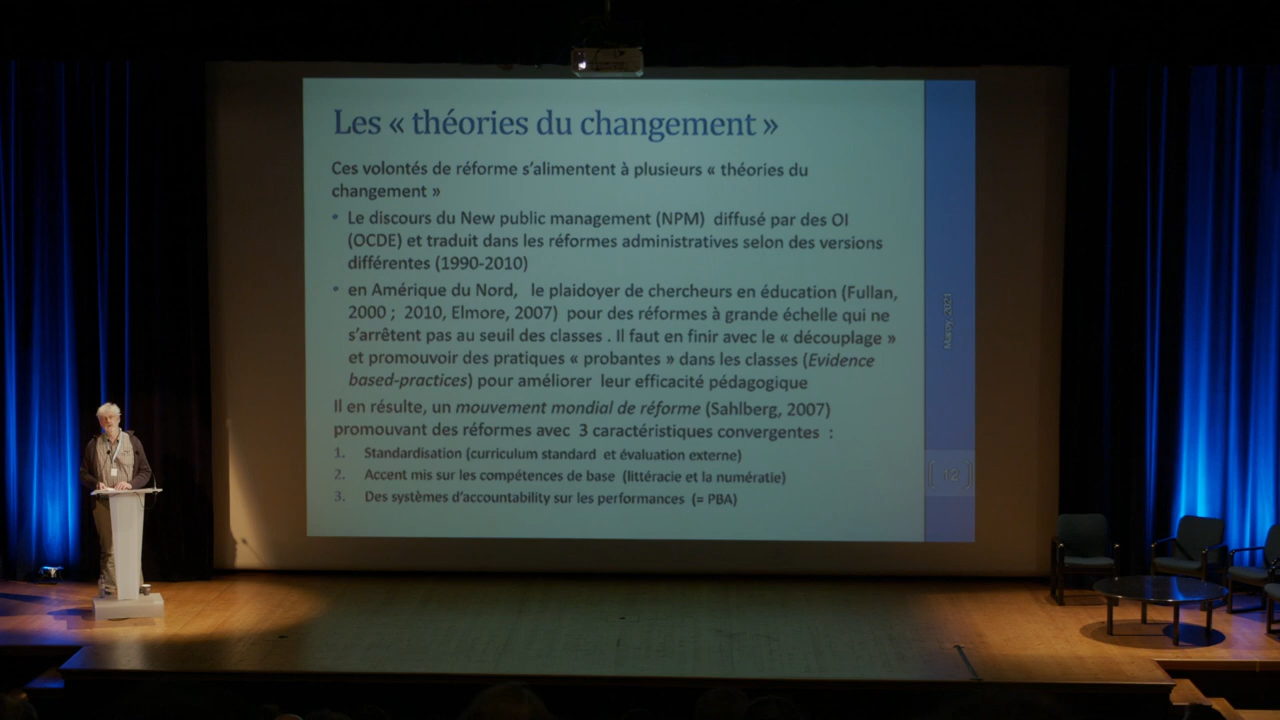 Les « théories du changement »
Ces volontés de réforme s'alimentent à plusieurs « théories du
changement »
• Le discours du New public management (NPM) diffusé par des OI
(OCDE) et traduit dans les réformes administratives selon des versions
différentes (1990-2010)
• en Amérique du Nord, le plaidoyer de chercheurs en éducation (Fullan,
2000 ; 2010, Elmore, 2007) pour des réformes à grande échelle qui ne
s'arrêtent pas au seuil des classes . Il faut en finir avec le « découplage »
et promouvoir des pratiques « probantes » dans les classes (Evidence
based-practices) pour améliorer leur efficacité pédagogique
Il en résulte, un mouvement mondial de réforme (Sahlberg, 2007)
promouvant des réformes avec 3 caractéristiques convergentes :
1. Standardisation (curriculum standard et évaluation externe)
2. Accent mis sur les compétences de base (littéracie et la numératie)
3. Des systèmes d'accountability sur les performances (= PBA)
Maroy, 2021
12